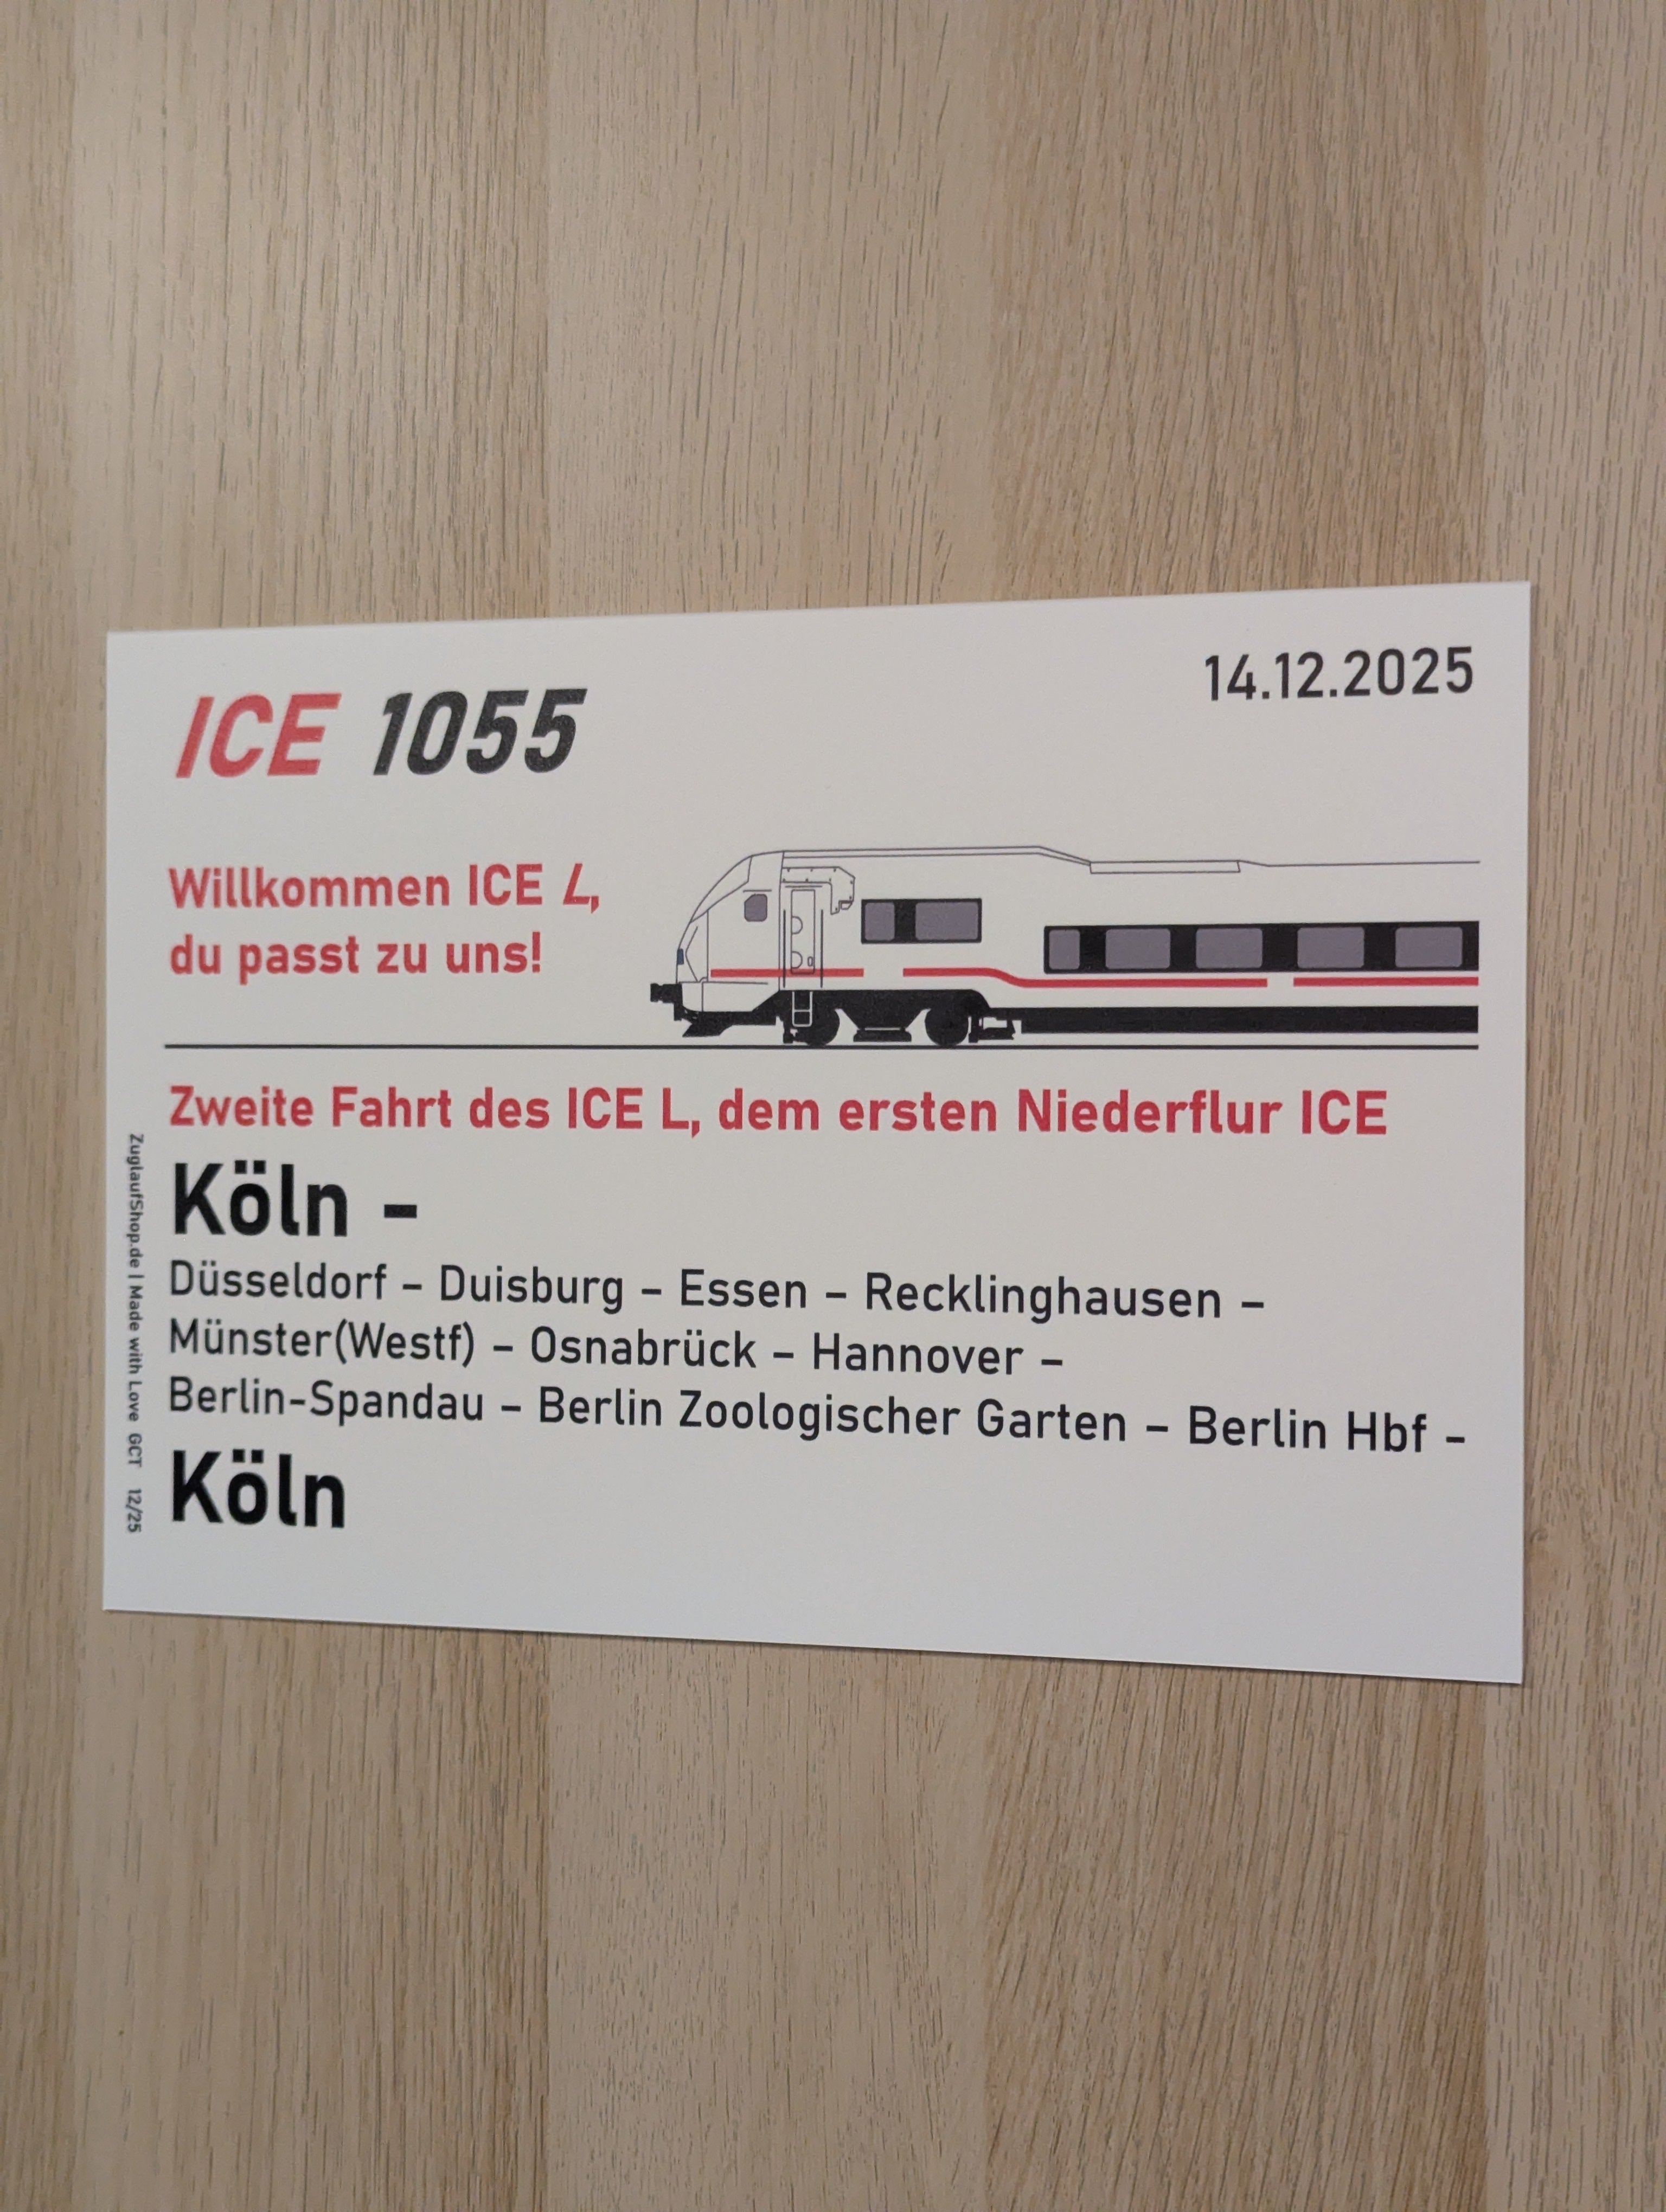 ICE 1055
14.12.2025
Willkommen ICE L,
du passt zu uns!
Zweite Fahrt des ICE L, dem ersten Niederflur ICE
Köln -
Düsseldorf – Duisburg – Essen – Recklinghausen –
Münster(Westf) – Osnabrück – Hannover –
Berlin-Spandau – Berlin Zoologischer Garten – Berlin Hbf –
Köln
ZuglaufShop.de | Made with Love GCT 12/25